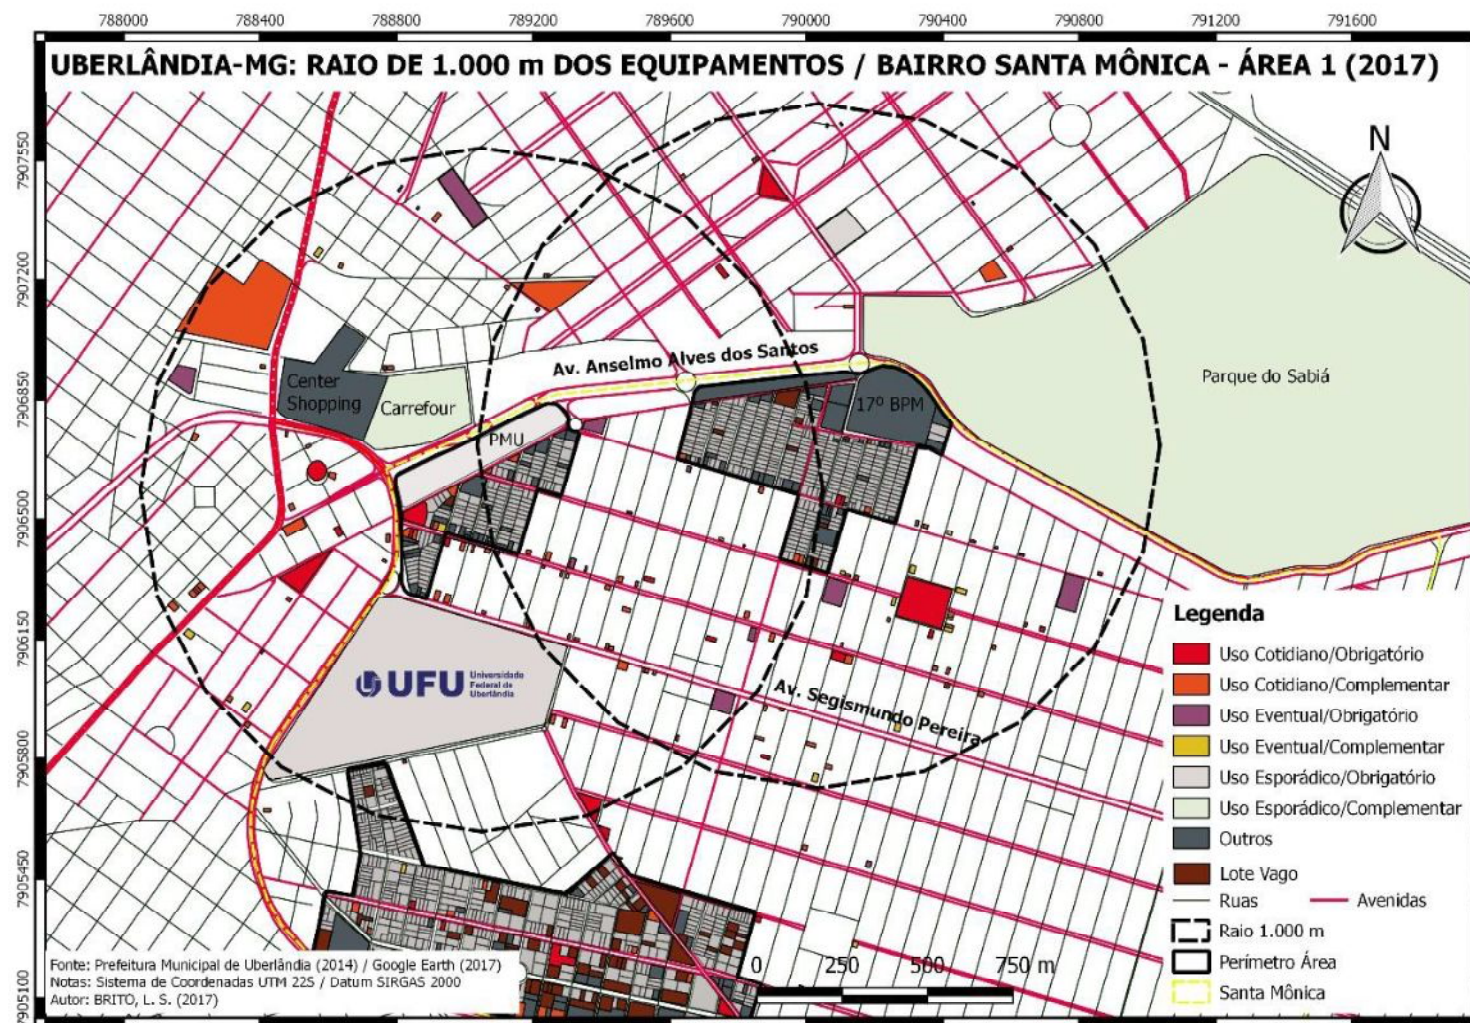 788000 788400 788800 789200 789600 790000 790400 790800 791200 791600
UBERLÂNDIA-MG: RAIO DE 1.000 m DOS EQUIPAMENTOS / BAIRRO SANTA MÔNICA - ÁREA 1 (2017)
7907550
7907200
7906850
7906500
7906150
7905800
7905450
7905100
N
Av. Anselmo Alves dos Santos
Parque do Sabiá
Center
Shopping
Carrefour
17º BPM
PMU
UFU
Universidade
Federal de
Uberlândia
Av. Segismundo Pereira
Legenda
Uso Cotidiano/Obrigatório
Uso Cotidiano/Complementar
Uso Eventual/Obrigatório
Uso Eventual/Complementar
Uso Esporádico/Obrigatório
Uso Esporádico/Complementar
Outros
Lote Vago
Ruas Avenidas
Raio 1.000 m
Perímetro Área
Santa Mônica
0 250 500 750 m
Fonte: Prefeitura Municipal de Uberlândia (2014) / Google Earth (2017)
Notas: Sistema de Coordenadas UTM 22S / Datum SIRGAS 2000
Autor: BRITO, L. S. (2017)